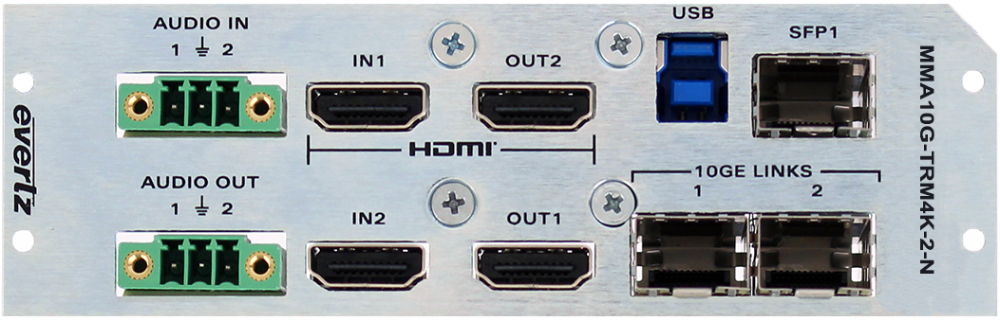 AUDIO IN
1 ⏚ 2
IN1
OUT2
USB
SFP1
HDMI
evertz
AUDIO OUT
1 ⏚ 2
IN2
OUT1
10GE LINKS
1 2
MMA10G-TRM4K-2-N